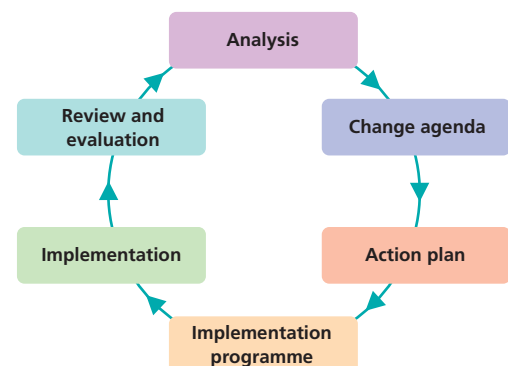 Analysis
Change agenda
Action plan
Implementation
programme
Implementation
Review and
evaluation